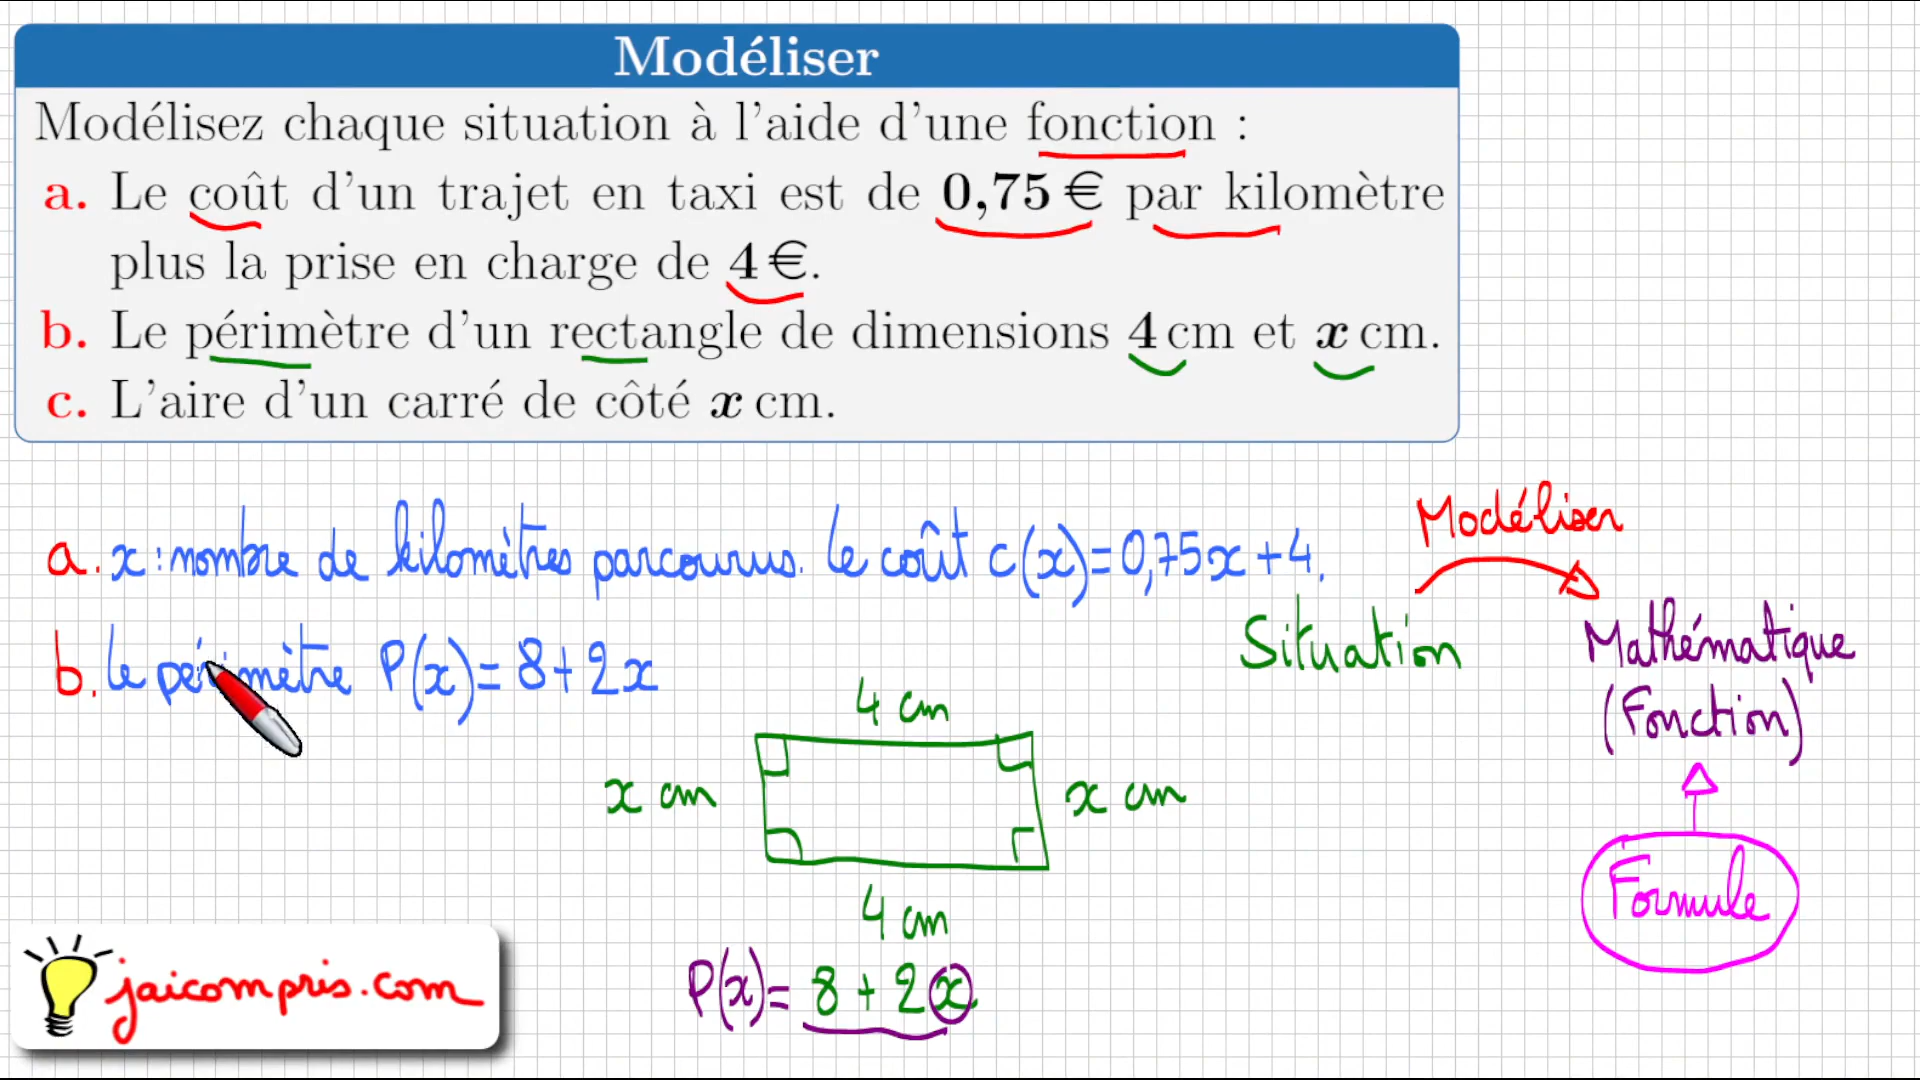 Modéliser
Modélisez chaque situation à l'aide d'une fonction :
a. Le coût d'un trajet en taxi est de 0,75 € par kilomètre
plus la prise en charge de 4 €.
b. Le périmètre d'un rectangle de dimensions 4 cm et x cm.
c. L'aire d'un carré de côté x cm.
a. x : nombre de kilomètres parcourus. le coût C(x)=0,75x+4.
Modéliser
Situation
Mathématique
(Fonction)
Formule
b. le périmètre P(x)=8+2x
4 cm
x cm
x cm
4 cm
P(x)= 8 + 2x
jaicompris.com